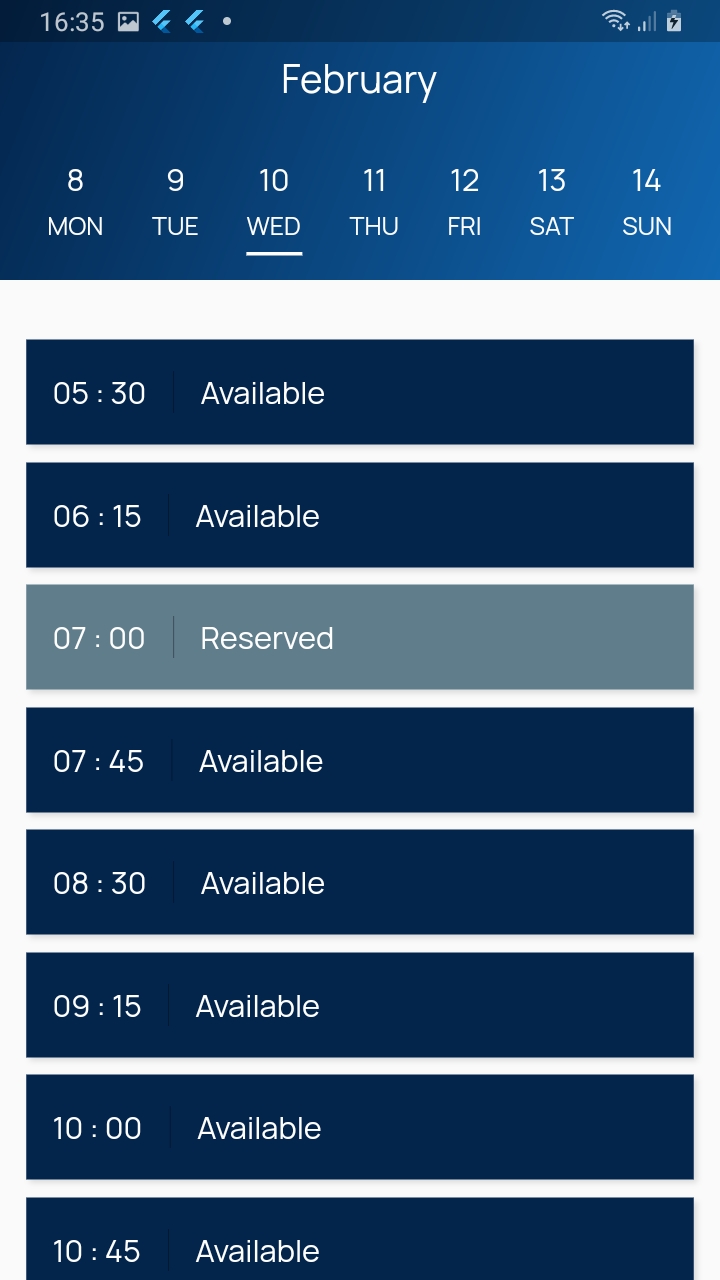 16:35
February
8 9 10 11 12 13 14
MON TUE WED THU FRI SAT SUN
05 : 30 Available
06 : 15 Available
07 : 00 Reserved
07 : 45 Available
08 : 30 Available
09 : 15 Available
10 : 00 Available
10 : 45 Available